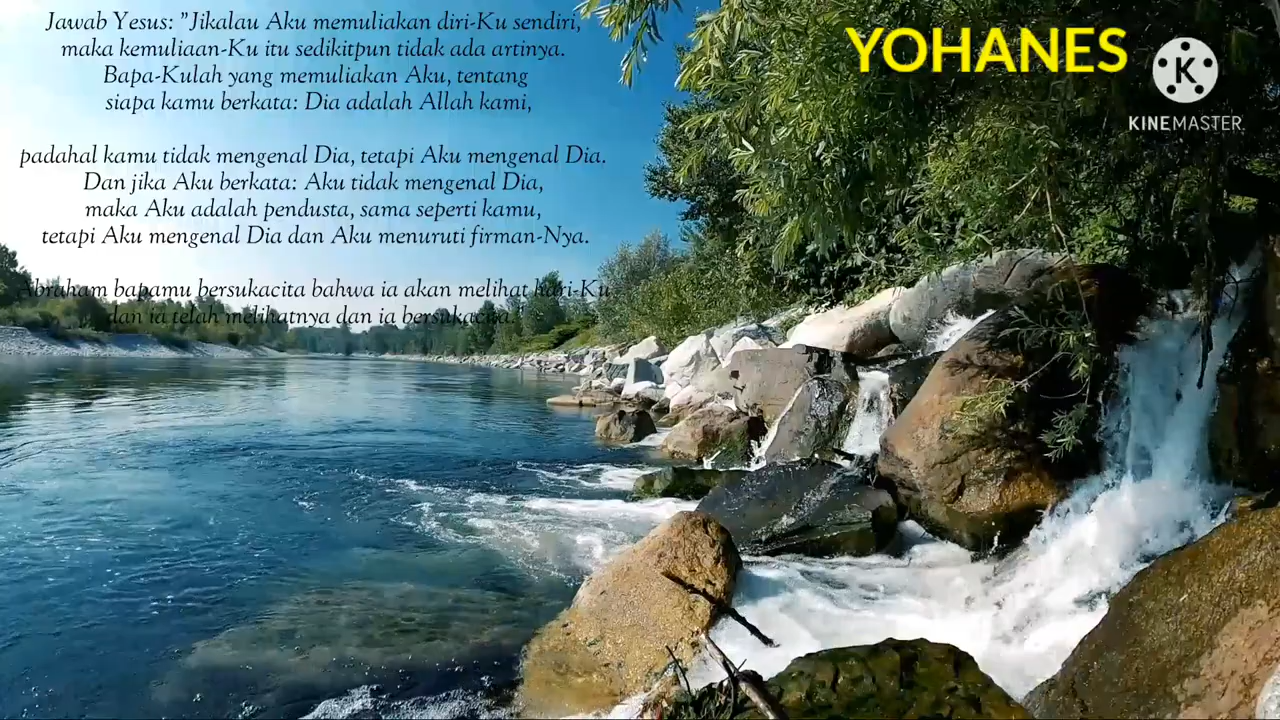 Jawab Yesus: "Jikalau Aku memuliakan diri-Ku sendiri,
maka kemuliaan-Ku itu sedikitpun tidak ada artinya.
Bapa-Kulah yang memuliakan Aku, tentang
siapa kamu berkata: Dia adalah Allah kami,
padahal kamu tidak mengenal Dia, tetapi Aku mengenal Dia.
Dan jika Aku berkata: Aku tidak mengenal Dia,
maka Aku adalah pendusta, sama seperti kamu,
tetapi Aku mengenal Dia dan Aku menuruti firman-Nya.
Abraham bapamu bersukacita bahwa ia akan melihat hari-Ku
dan ia telah melihatnya dan ia bersukacita.
YOHANES
K
KINEMASTER